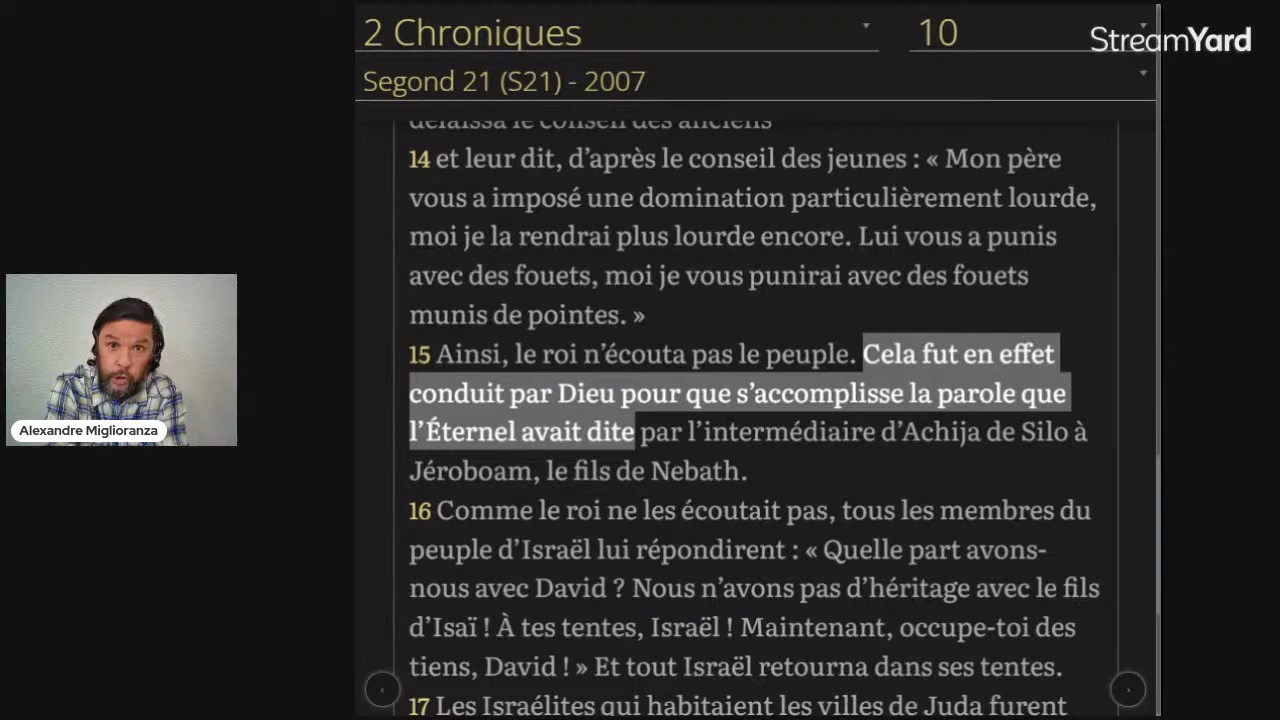 2 Chroniques
10
StreamYard
Segond 21 (S21) - 2007
délaissa le conseil des anciens
14 et leur dit, d’après le conseil des jeunes : « Mon père
vous a imposé une domination particulièrement lourde,
moi je la rendrai plus lourde encore. Lui vous a punis
avec des fouets, moi je vous punirai avec des fouets
munis de pointes. »
15 Ainsi, le roi n’écouta pas le peuple. Cela fut en effet
conduit par Dieu pour que s’accomplisse la parole que
l’Éternel avait dite par l’intermédiaire d’Achija de Silo à
Jéroboam, le fils de Nebath.
16 Comme le roi ne les écoutait pas, tous les membres du
peuple d’Israël lui répondirent : « Quelle part avons-
nous avec David ? Nous n’avons pas d’héritage avec le fils
d’Isaï ! À tes tentes, Israël ! Maintenant, occupe-toi des
tiens, David ! » Et tout Israël retourna dans ses tentes.
17 Les Israélites qui habitaient les villes de Juda furent
Alexandre Miglioranza